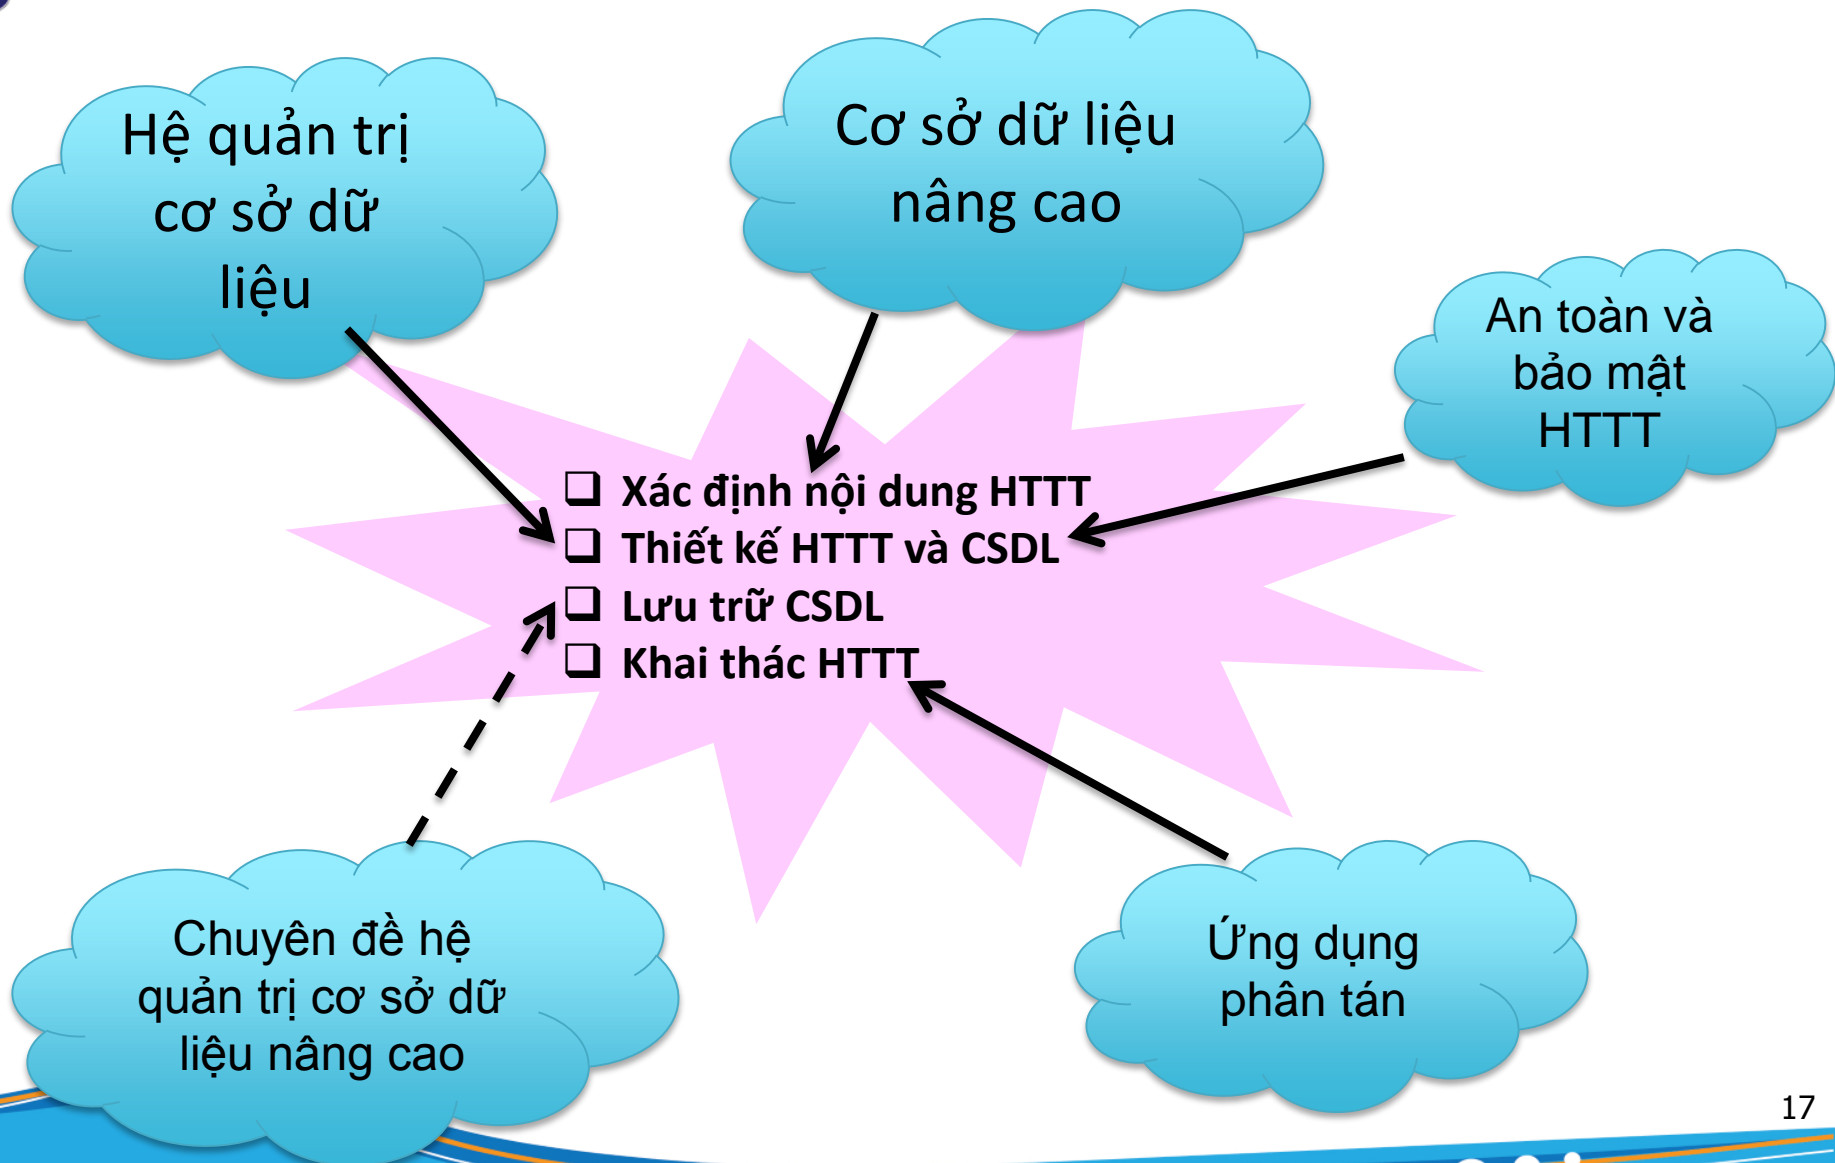 Hệ quản trị
cơ sở dữ
liệu
Cơ sở dữ liệu
nâng cao
An toàn và
bảo mật
HTTT
Xác định nội dung HTTT
Thiết kế HTTT và CSDL
Lưu trữ CSDL
Khai thác HTTT
Chuyên đề hệ
quản trị cơ sở dữ
liệu nâng cao
Ứng dụng
phân tán
17